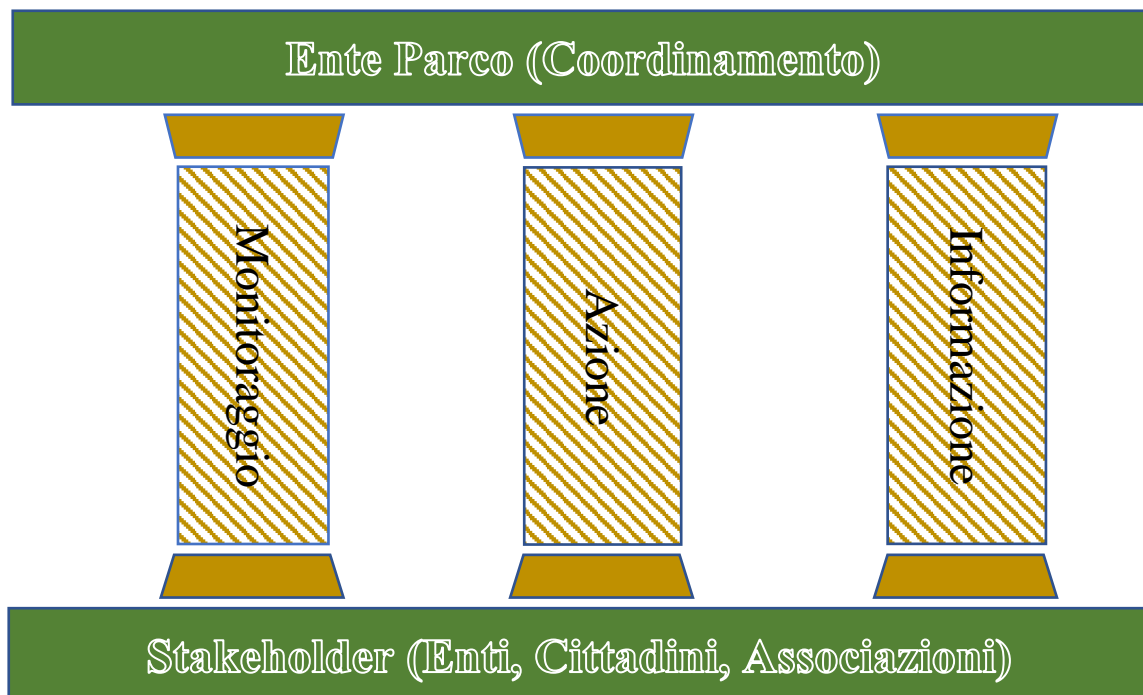 Ente Parco (Coordinamento)
Monitoraggio
Azione
Informazione
Stakeholder (Enti, Cittadini, Associazioni)